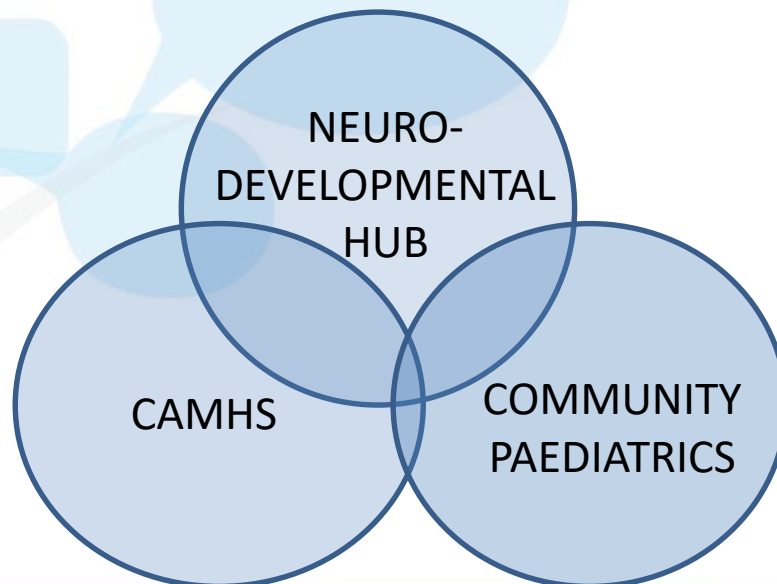 NEURO-
DEVELOPMENTAL
HUB
CAMHS
COMMUNITY
PAEDIATRICS